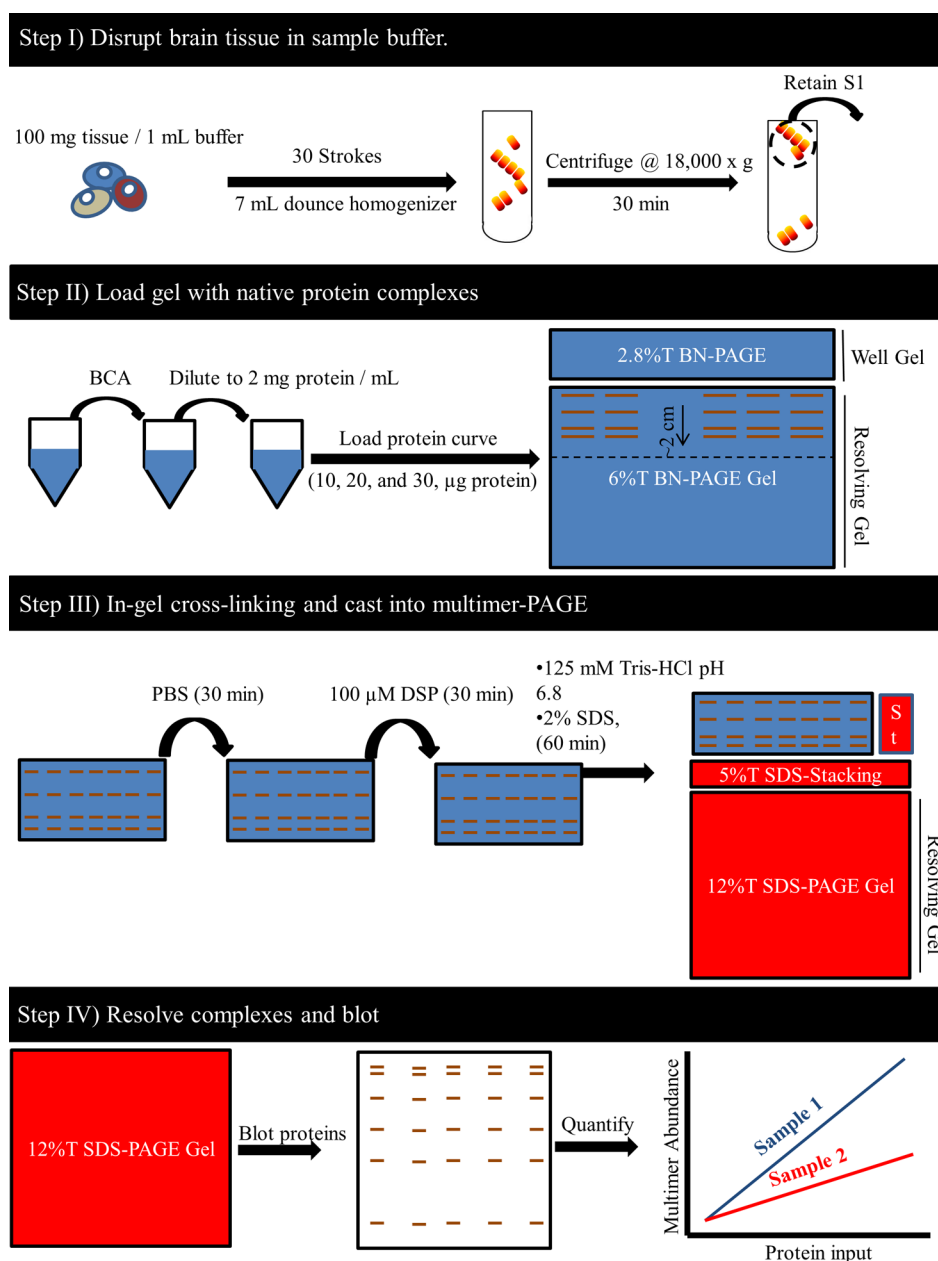 Step I) Disrupt brain tissue in sample buffer.
Retain S1
100 mg tissue / 1 mL buffer
30 Strokes
7 mL dounce homogenizer
Centrifuge @ 18,000 x g
30 min
Step II) Load gel with native protein complexes
BCA
Dilute to 2 mg protein / mL
Load protein curve
(10, 20, and 30, µg protein)
2.8%T BN-PAGE
Well Gel
~2 cm
6%T BN-PAGE Gel
Resolving Gel
Step III) In-gel cross-linking and cast into multimer-PAGE
PBS (30 min)
100 µM DSP (30 min)
•125 mM Tris-HCl pH
6.8
•2% SDS,
(60 min)
S
t
5%T SDS-Stacking
12%T SDS-PAGE Gel
Resolving Gel
Step IV) Resolve complexes and blot
12%T SDS-PAGE Gel
Blot proteins
Quantify
Multimer Abundance
Sample 1
Sample 2
Protein input